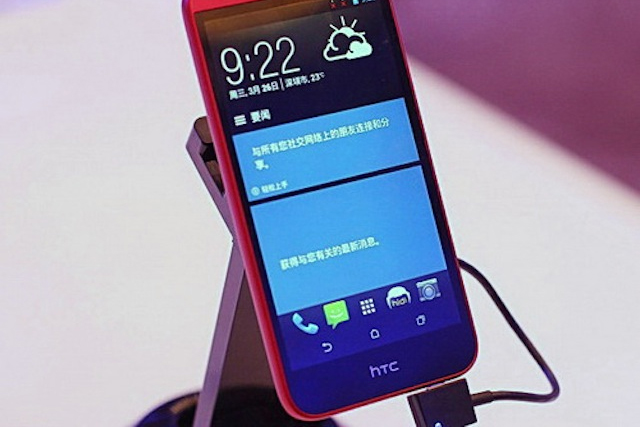 9:22
周三, 3月 26日 | 深圳市, 23°C
要闻
与所有您社交网络上的朋友连接和分
享。
轻松上手
获得与您有关的最新消息。
hidi
hTC